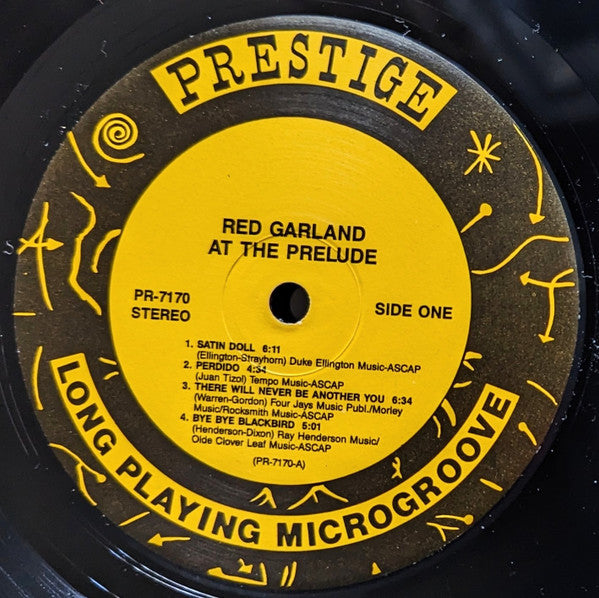 PRESTIGE
RED GARLAND
AT THE PRELUDE
PR-7170
STEREO
SIDE ONE
1. SATIN DOLL 6:11
(Ellington-Strayhorn) Duke Ellington Music-ASCAP
2. PERDIDO 4:34
(Juan Tizol) Tempo Music-ASCAP
3. THERE WILL NEVER BE ANOTHER YOU 6:34
(Warren-Gordon) Four Jays Music Publ./Morley
Music/Rocksmith Music-ASCAP
4. BYE BYE BLACKBIRD 5:01
(Henderson-Dixon) Ray Henderson Music/
Olde Clover Leaf Music-ASCAP
(PR-7170-A)
LONG PLAYING MICROGROOVE